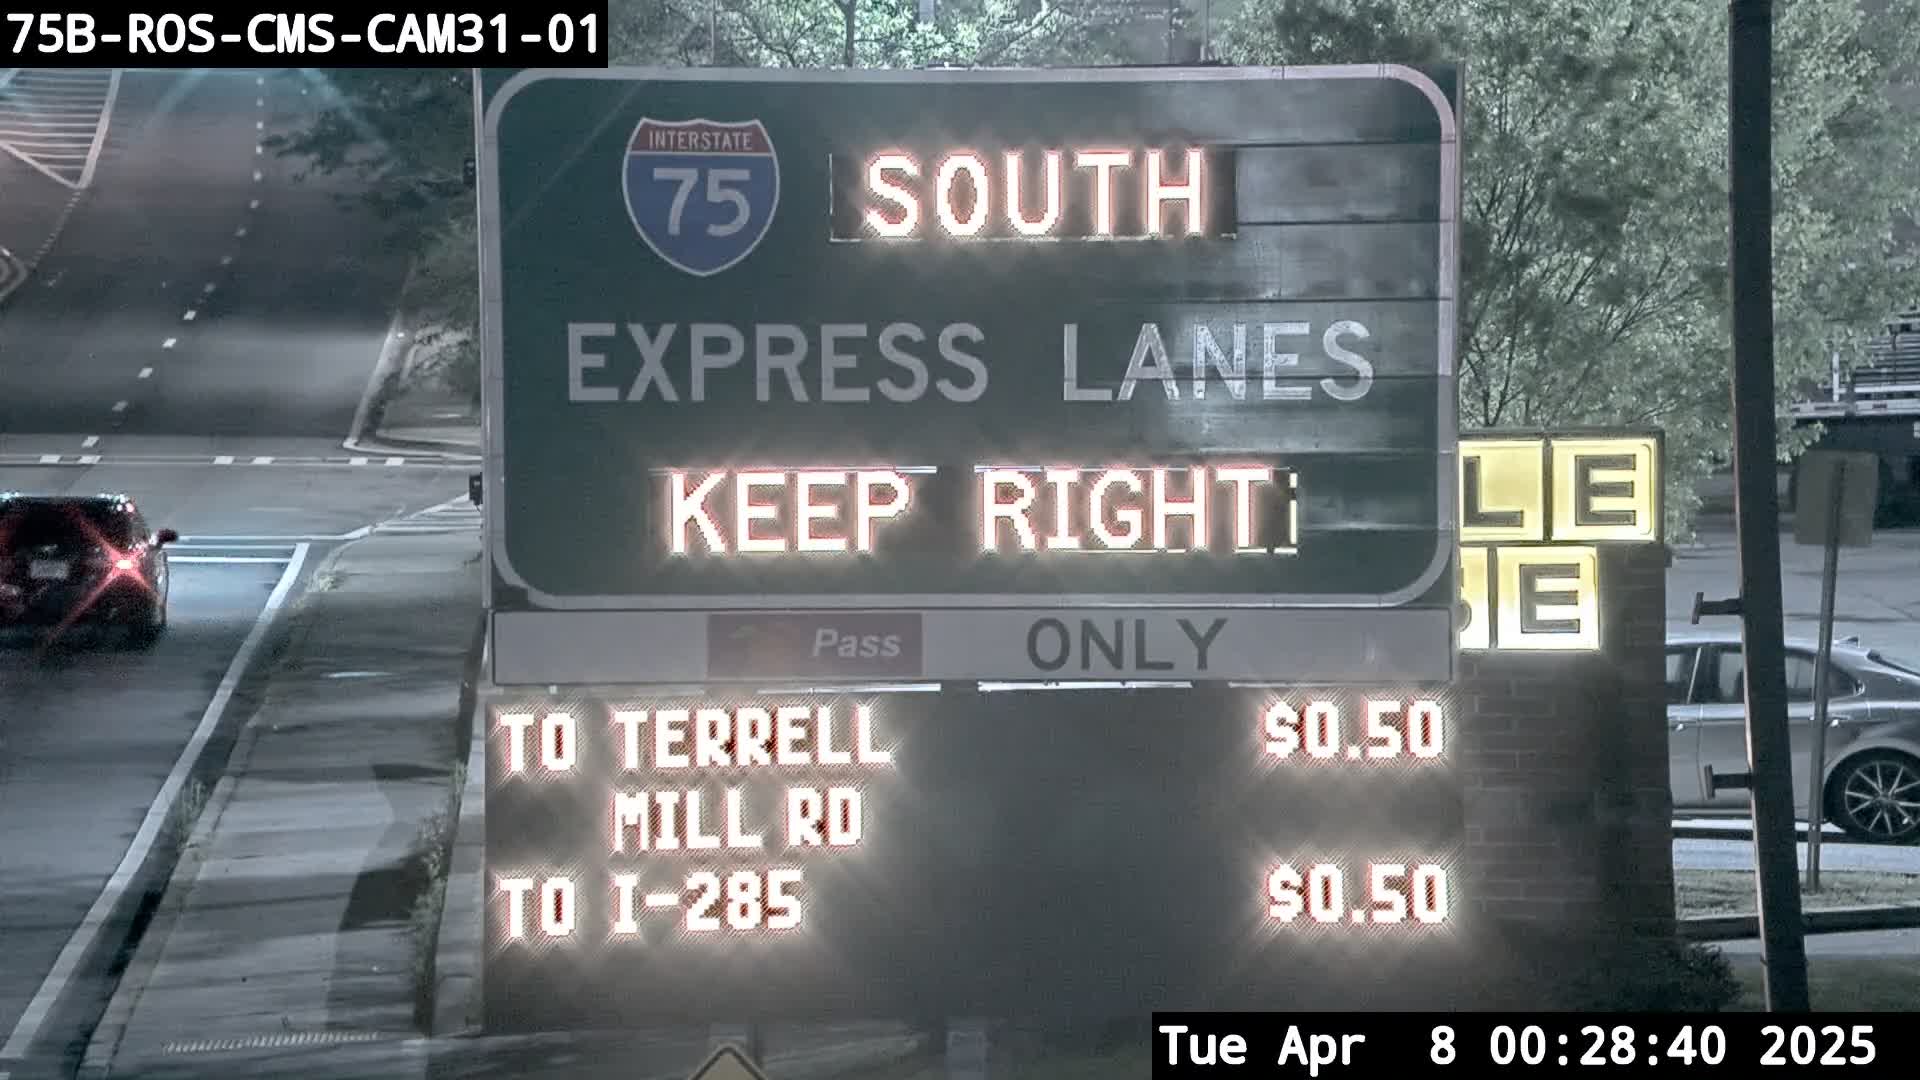 75B-ROS-CMS-CAM31-01
INTERSTATE
75
SOUTH
EXPRESS LANES
KEEP RIGHT
LE
E
Pass ONLY
TO TERRELL $0.50
MILL RD
TO I-285 $0.50
Tue Apr 8 00:28:40 2025